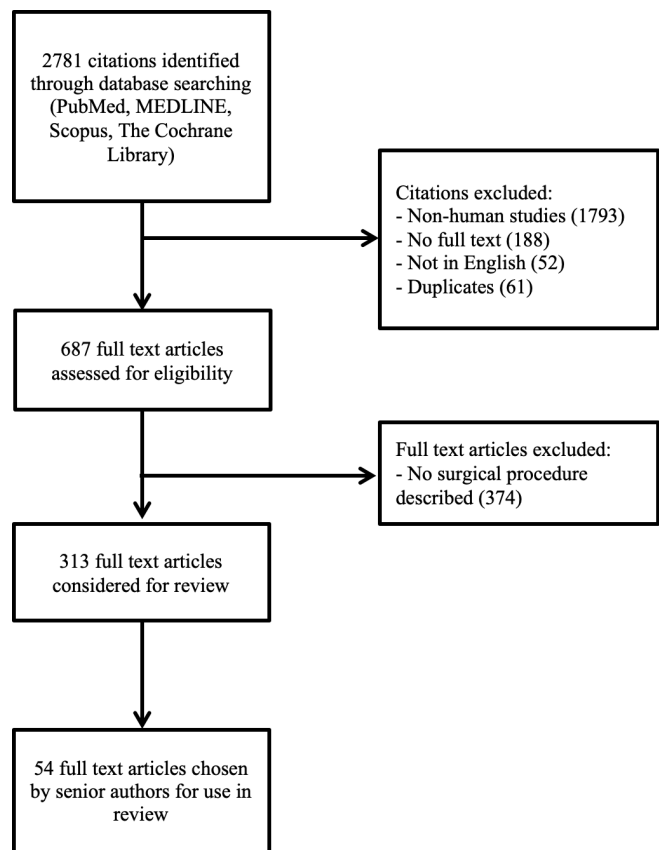 2781 citations identified
through database searching
(PubMed, MEDLINE,
Scopus, The Cochrane
Library)
Citations excluded:
- Non-human studies (1793)
- No full text (188)
- Not in English (52)
- Duplicates (61)
687 full text articles
assessed for eligibility
Full text articles excluded:
- No surgical procedure
described (374)
313 full text articles
considered for review
54 full text articles chosen
by senior authors for use in
review